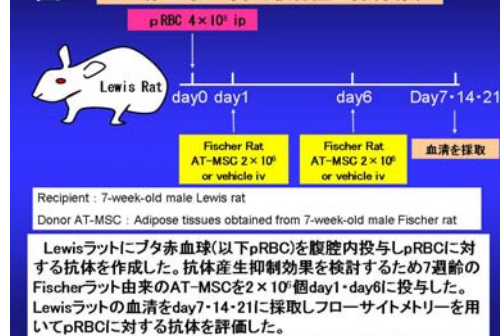 pRBC 4×10⁸ ip
Lewis Rat
day0 day1 day6 Day7・14・21
Fischer Rat
AT-MSC 2×10⁶
or vehicle iv
Fischer Rat
AT-MSC 2×10⁶
or vehicle iv
血清を採取
Recipient : 7-week-old male Lewis rat
Donor AT-MSC : Adipose tissues obtained from 7-week-old male Fischer rat
Lewisラットにブタ赤血球(以下pRBC)を腹腔内投与しpRBCに対
する抗体を作成した。抗体産生抑制効果を検討するため7週齢の
Fischerラット由来のAT-MSCを2×10⁶個day1・day6に投与した。
Lewisラットの血清をday7・14・21に採取しフローサイトメトリーを用
いてpRBCに対する抗体を評価した。